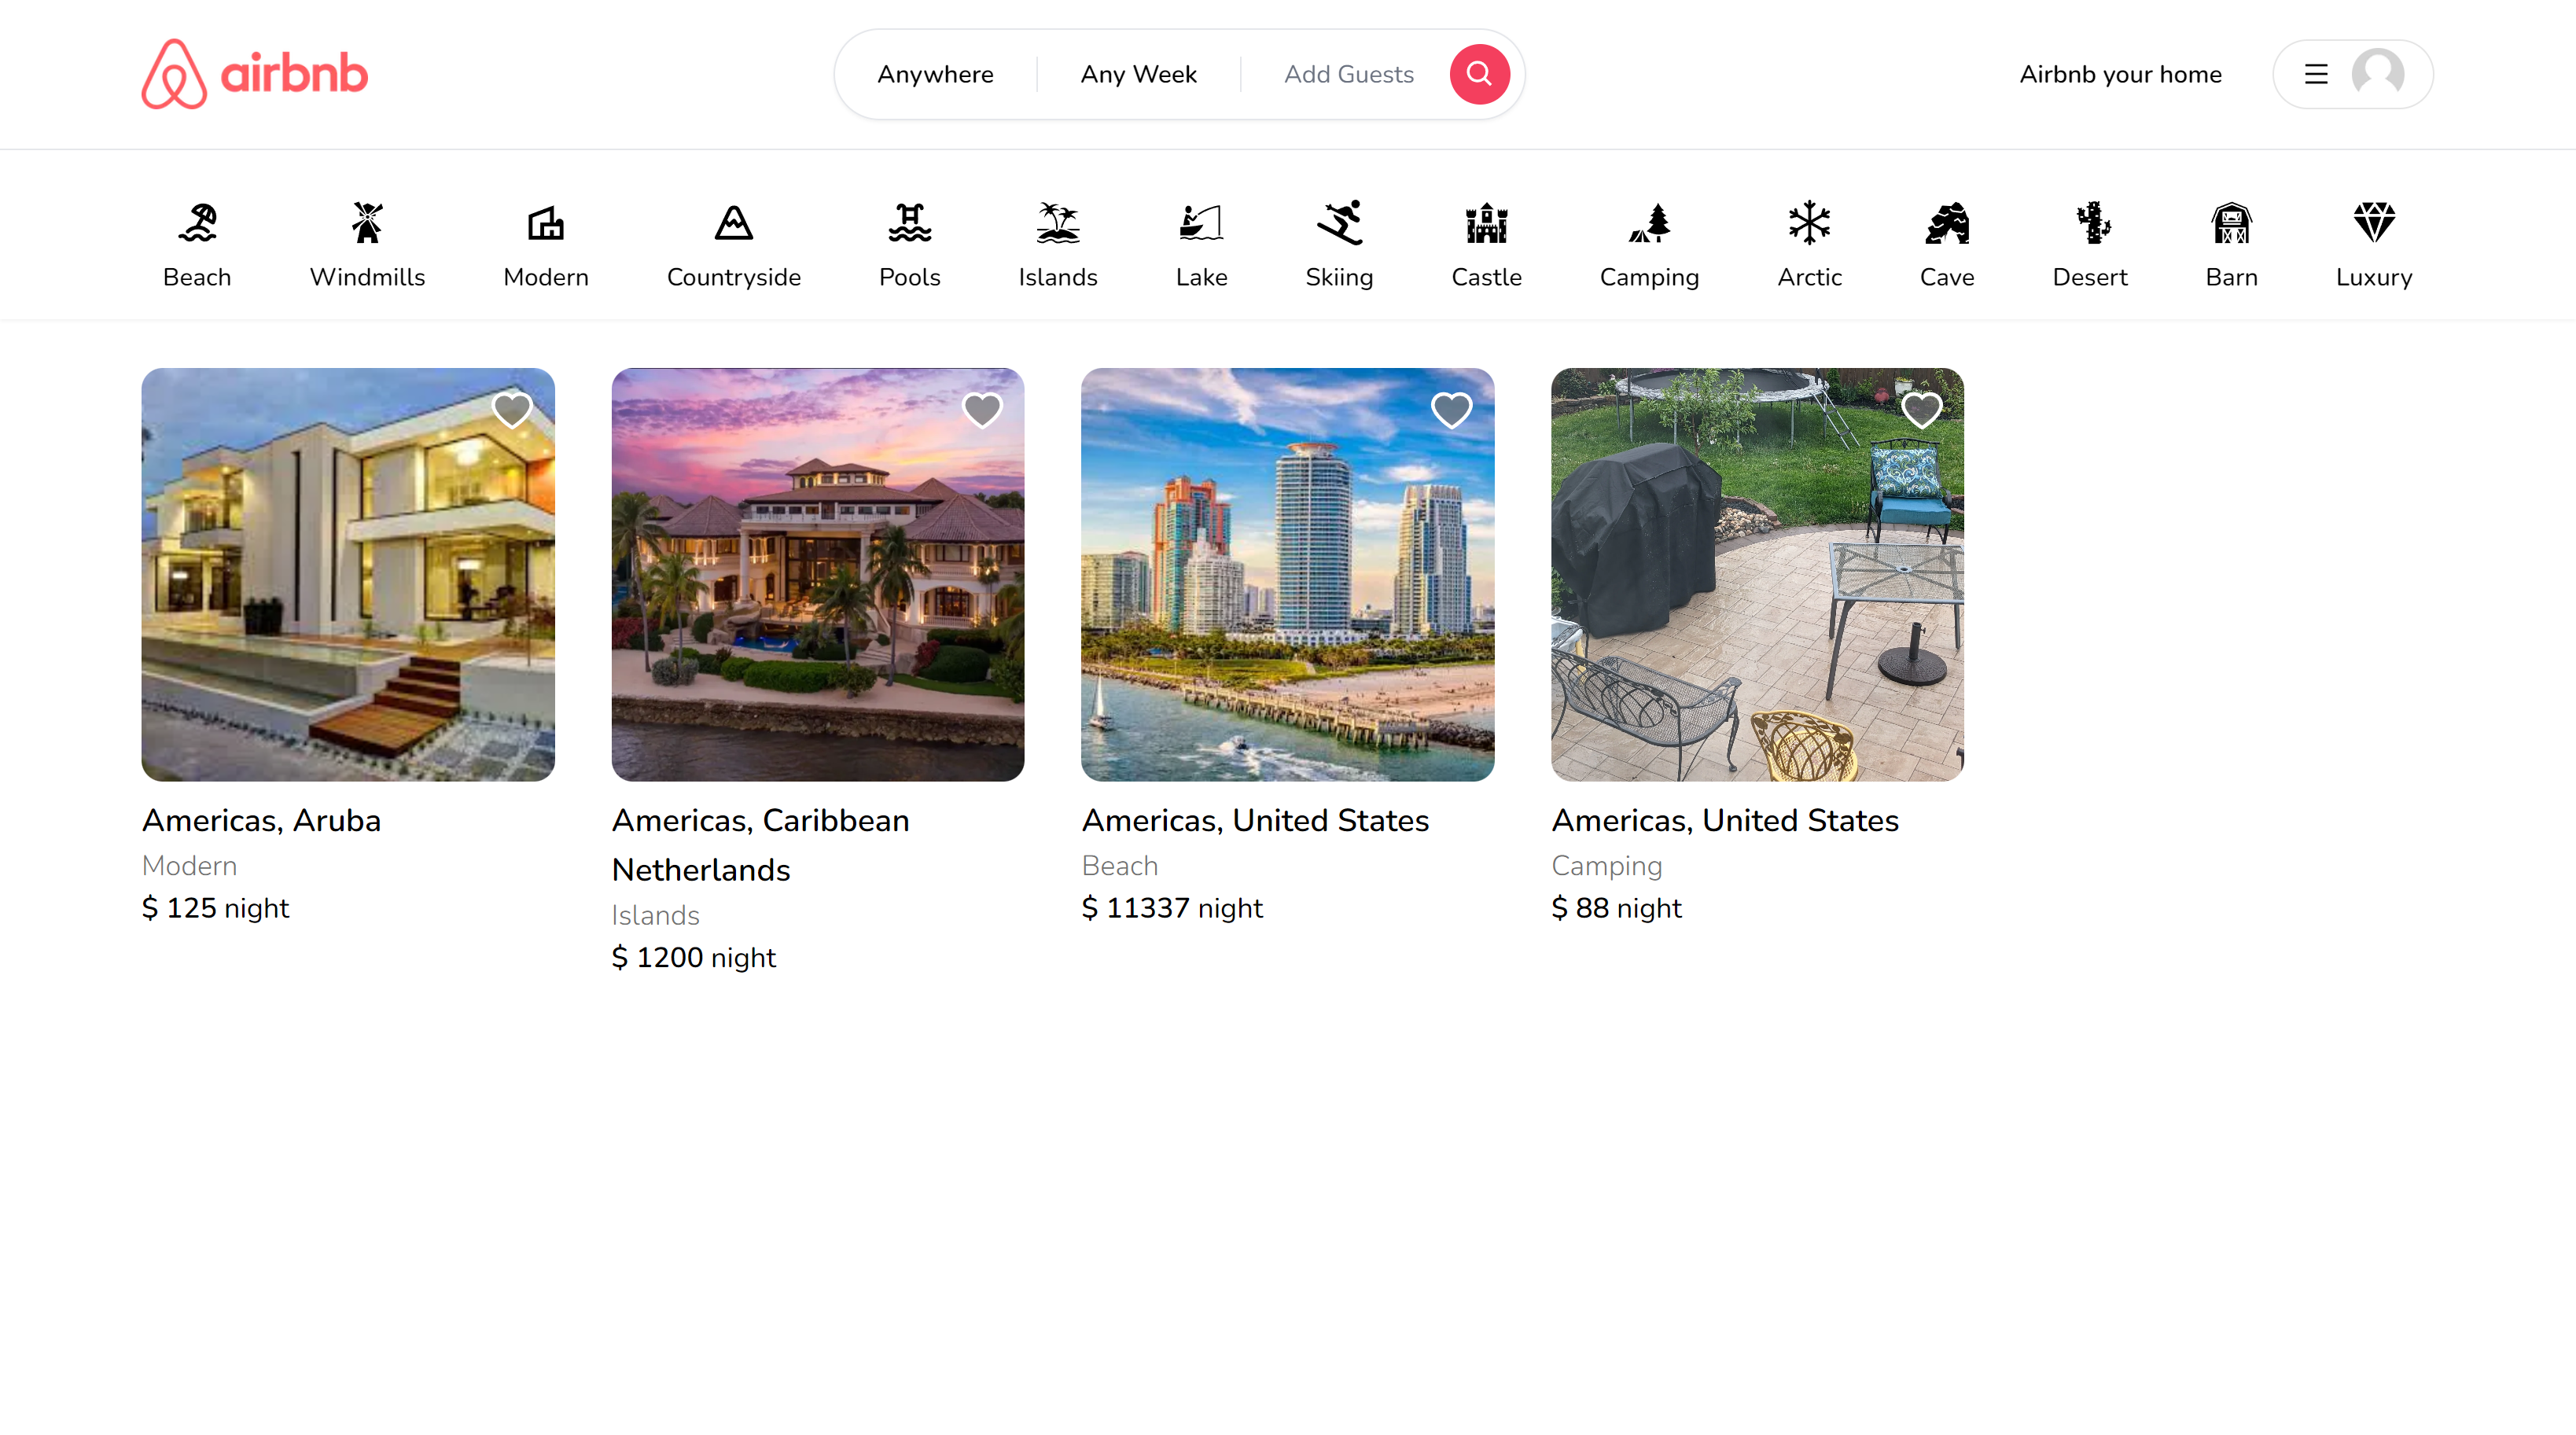 airbnb
Anywhere
Any Week
Add Guests
Airbnb your home
Beach
Windmills
Modern
Countryside
Pools
Islands
Lake
Skiing
Castle
Camping
Arctic
Cave
Desert
Barn
Luxury
Americas, Aruba
Modern
$ 125 night
Americas, Caribbean
Netherlands
Islands
$ 1200 night
Americas, United States
Beach
$ 11337 night
Americas, United States
Camping
$ 88 night